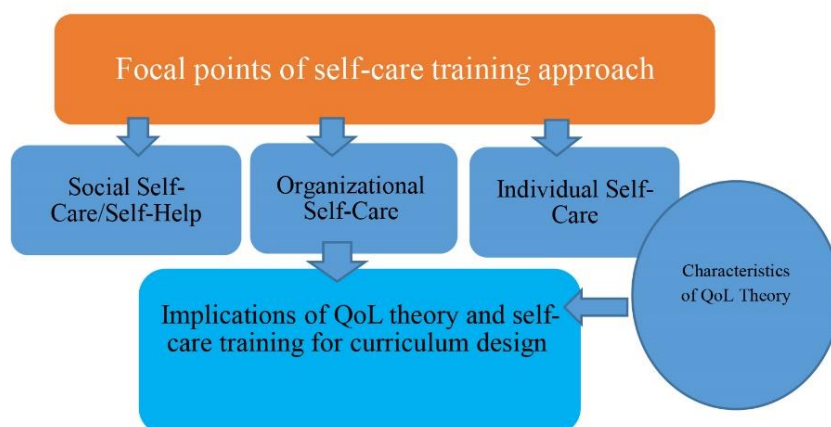 Focal points of self-care training approach
Social Self-
Care/Self-Help
Organizational
Self-Care
Individual Self-
Care
Characteristics
of QoL Theory
Implications of QoL theory and self-
care training for curriculum design